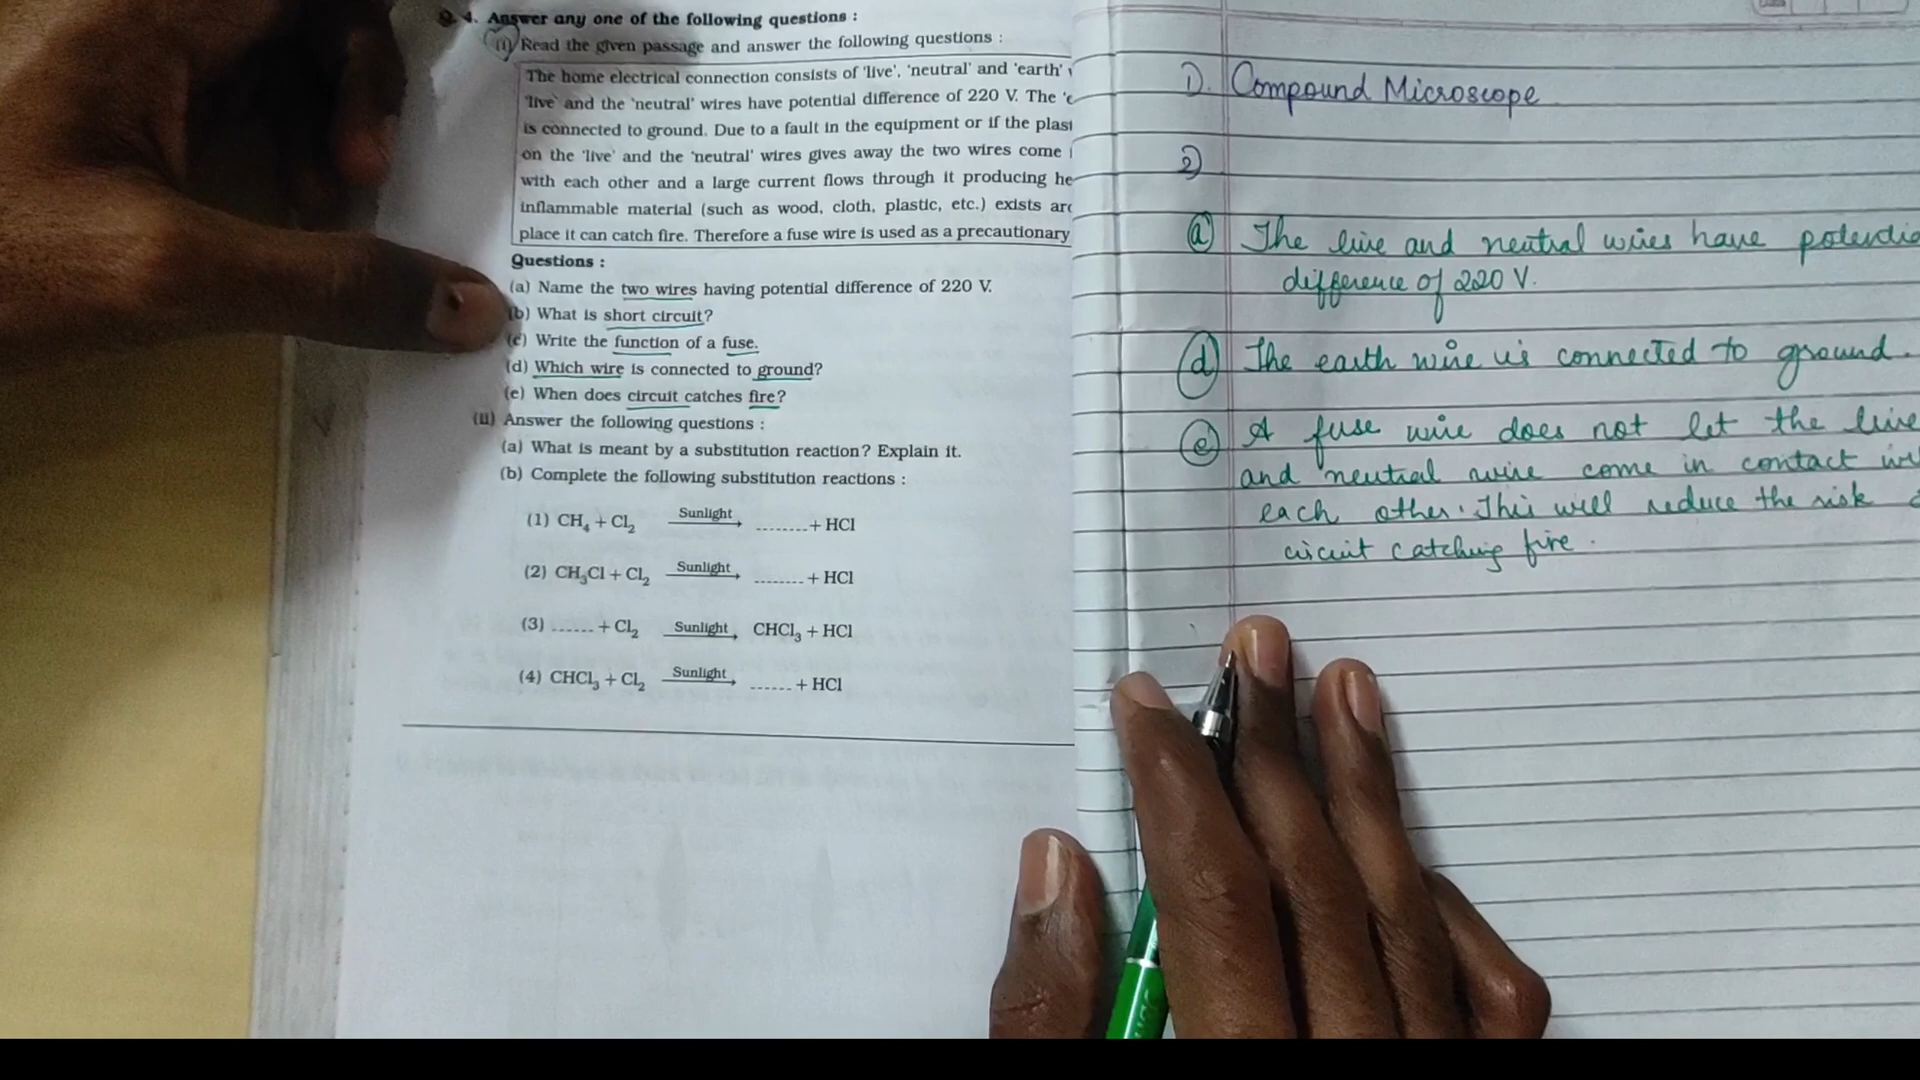 Q. 4. Answer any one of the following questions :
(i) Read the given passage and answer the following questions :
The home electrical connection consists of 'live', 'neutral' and 'earth'
'live' and the 'neutral' wires have potential difference of 220 V. The
is connected to ground. Due to a fault in the equipment or if the
on the 'live' and the 'neutral' wires gives away the two wires come
with each other and a large current flows through it producing
inflammable material (such as wood, cloth, plastic, etc.) exists
place it can catch fire. Therefore a fuse wire is used as a precautionary
Questions :
(a) Name the two wires having potential difference of 220 V.
(b) What is short circuit?
(c) Write the function of a fuse.
(d) Which wire is connected to ground?
(e) When does circuit catches fire?
(ii) Answer the following questions :
(a) What is meant by a substitution reaction? Explain it.
(b) Complete the following substitution reactions :
(1) CH₄ + Cl₂ Sunlight → ........ + HCl
(2) CH₃Cl + Cl₂ Sunlight → ........ + HCl
(3) ...... + Cl₂ Sunlight → CHCl₃ + HCl
(4) CHCl₃ + Cl₂ Sunlight → ...... + HCl
D. Compound Microscope
2)
(a) The live and neutral wires have
difference of 220 V.
(d) The earth wire is connected to ground.
(e) A fuse wire does not let the live
and neutral wire come in contact
each other. This will reduce the risk
circuit catching fire.